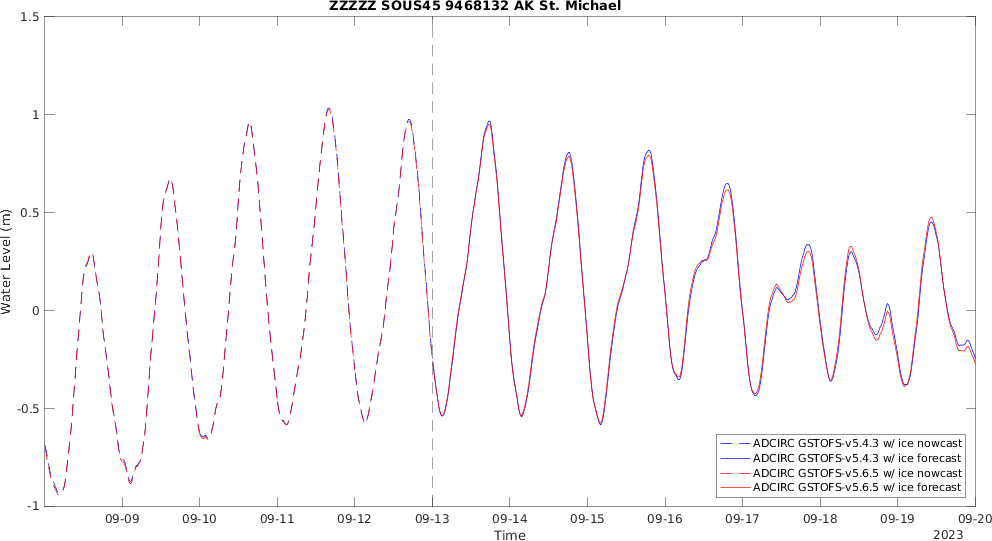 ZZZZZ SOUS45 9468132 AK St. Michael
Water Level (m)
1.5
1
0.5
0
-0.5
-1
09-09 09-10 09-11 09-12 09-13 09-14 09-15 09-16 09-17 09-18 09-19 09-20
Time
2023
ADCIRC GSTOFS-v5.4.3 w/ ice nowcast
ADCIRC GSTOFS-v5.4.3 w/ ice forecast
ADCIRC GSTOFS-v5.6.5 w/ ice nowcast
ADCIRC GSTOFS-v5.6.5 w/ ice forecast